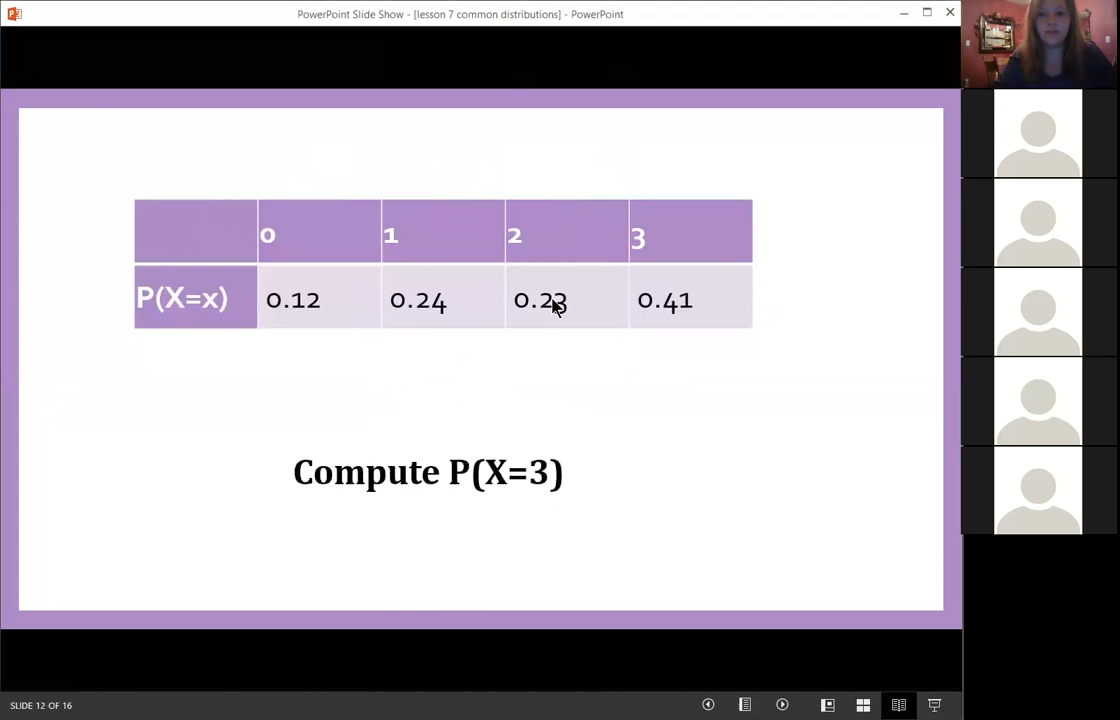 PowerPoint Slide Show - [lesson 7 common distributions] - PowerPoint
0 1 2 3
P(X=x) 0.12 0.24 0.23 0.41
Compute P(X=3)
SLIDE 12 OF 16